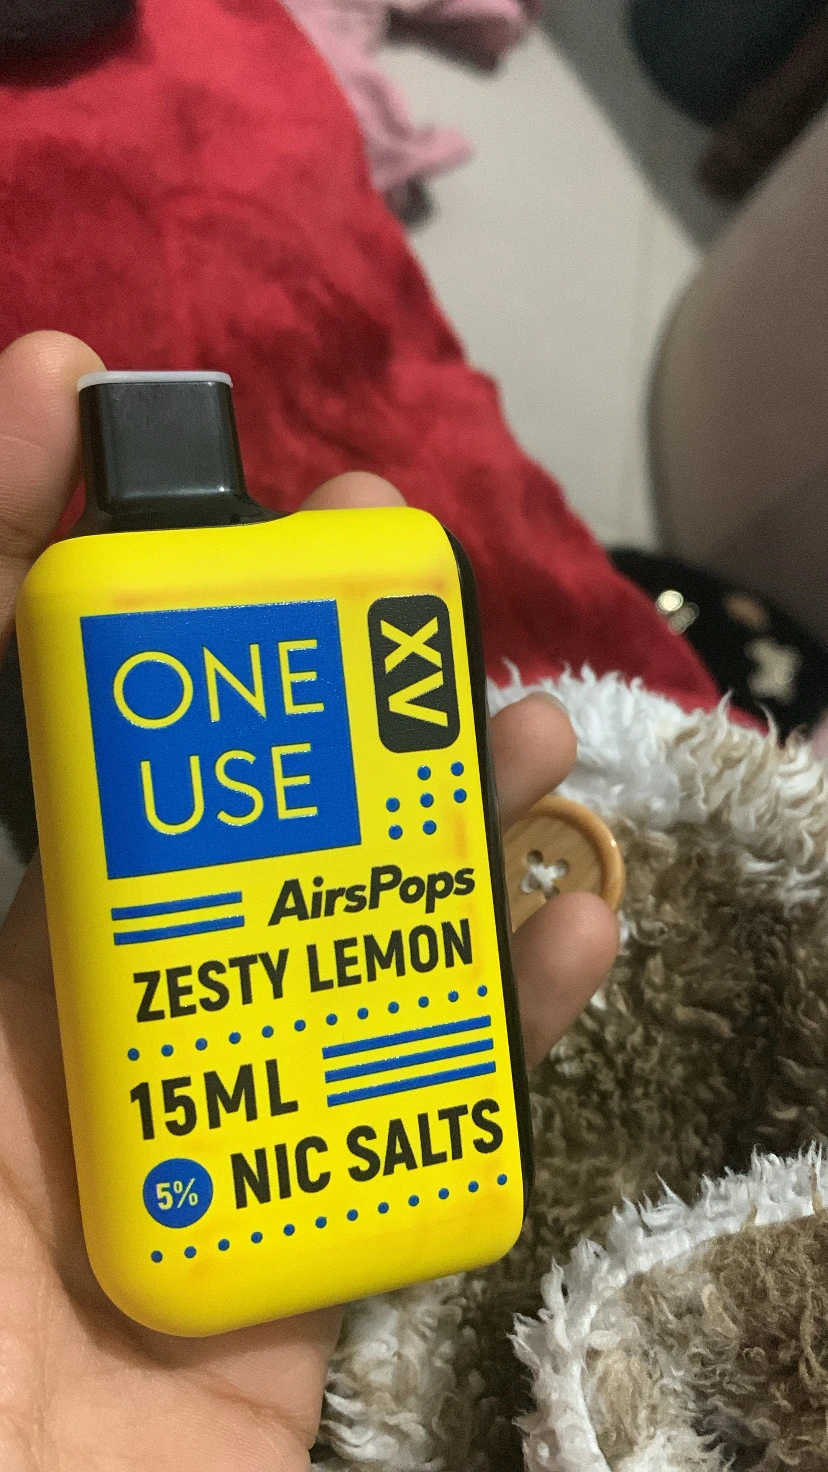 ONE
USE
XV
AirsPops
ZESTY LEMON
15ML
5% NIC SALTS